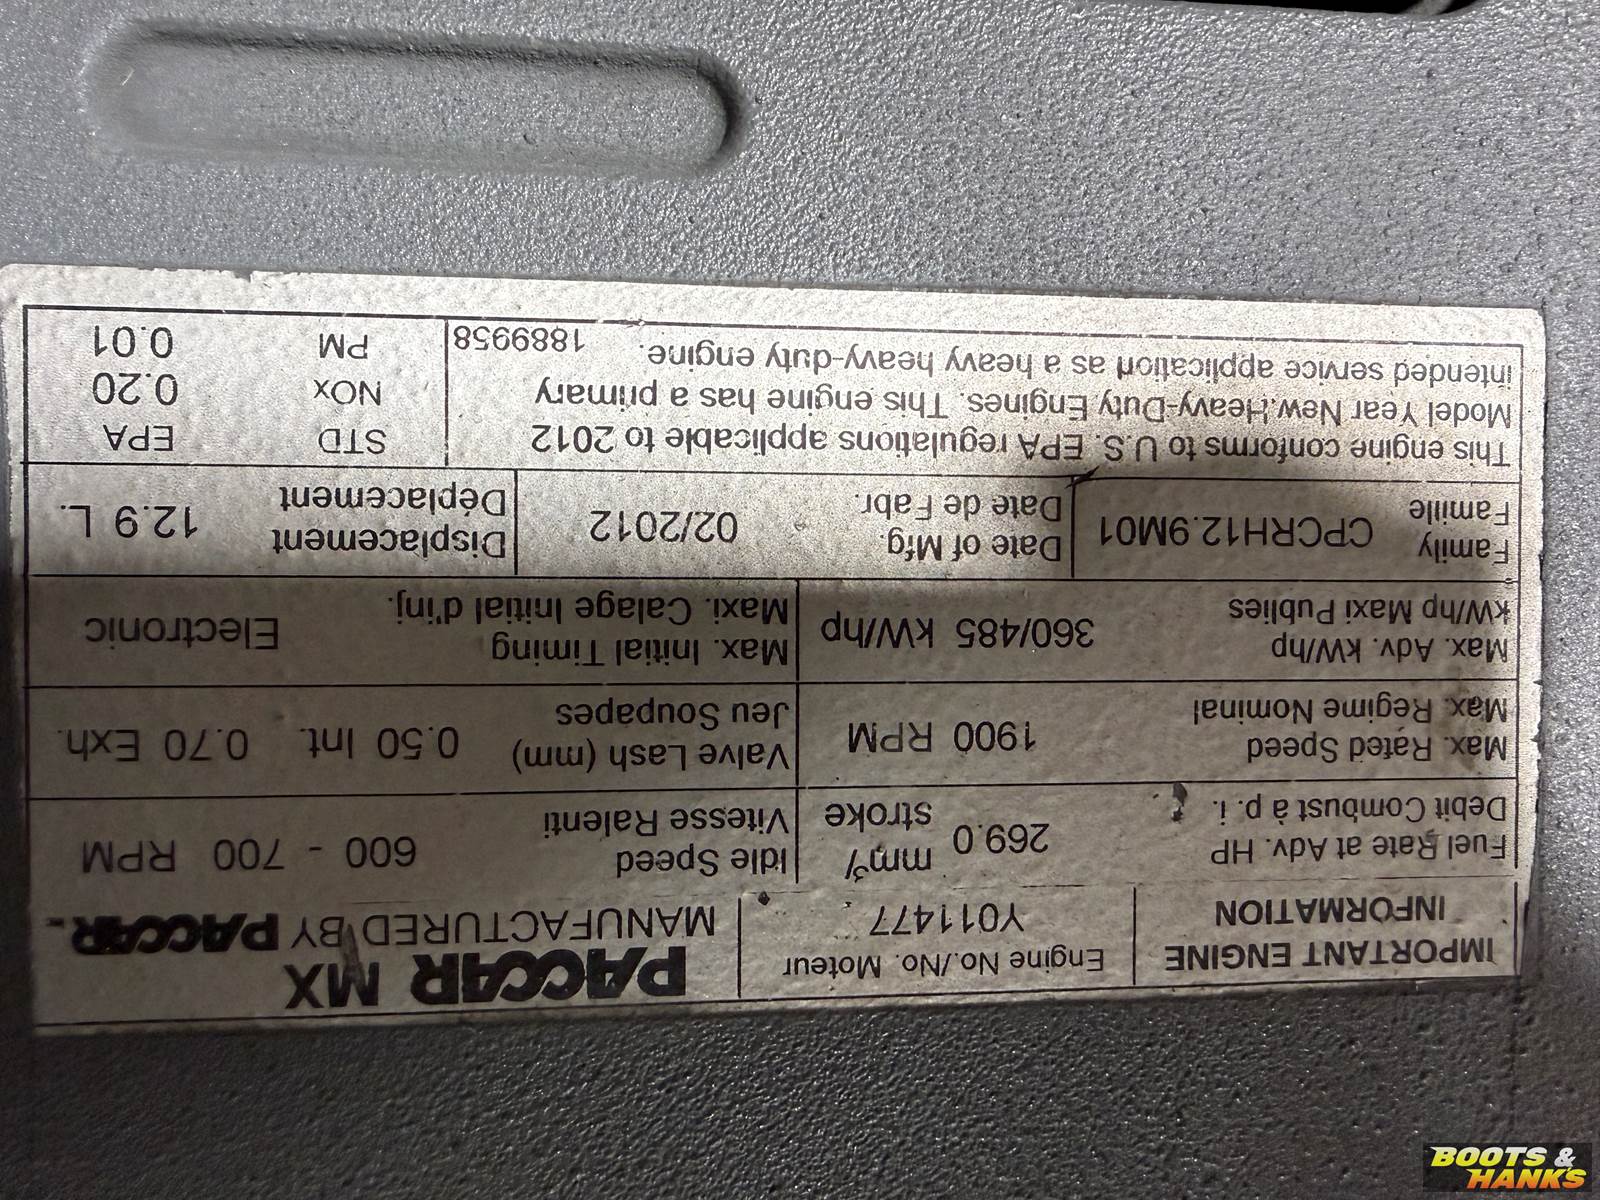 IMPORTANT ENGINE
INFORMATION
Engine No./No. Moteur
Y011477
PACCAR MX
MANUFACTURED BY PACCAR
Fuel Rate at Adv. HP
Debit Combust à p. i.
269.0 mm³/
stroke
Idle Speed
Vitesse Ralenti
600 - 700 RPM
Max. Rated Speed
Max. Regime Nominal
1900 RPM
Valve Lash (mm)
Jeu Soupapes
0.50 Int. 0.70 Exh.
Max. Adv. kW/hp
kW/hp Maxi Publies
360/485 kW/hp
Max. Initial Timing
Maxi. Calage Initial d'inj.
Electronic
Family
Famille
CPCRH12.9M01
Date of Mfg.
Date de Fabr.
02/2012
Displacement
Déplacement
12.9 L.
This engine conforms to U.S. EPA regulations applicable to 2012
Model Year New Heavy-Duty Engines. This engine has a primary
intended service application as a heavy heavy-duty engine. 1889958
STD EPA
NOx 0.20
PM 0.01
BOOTS &
HANKS